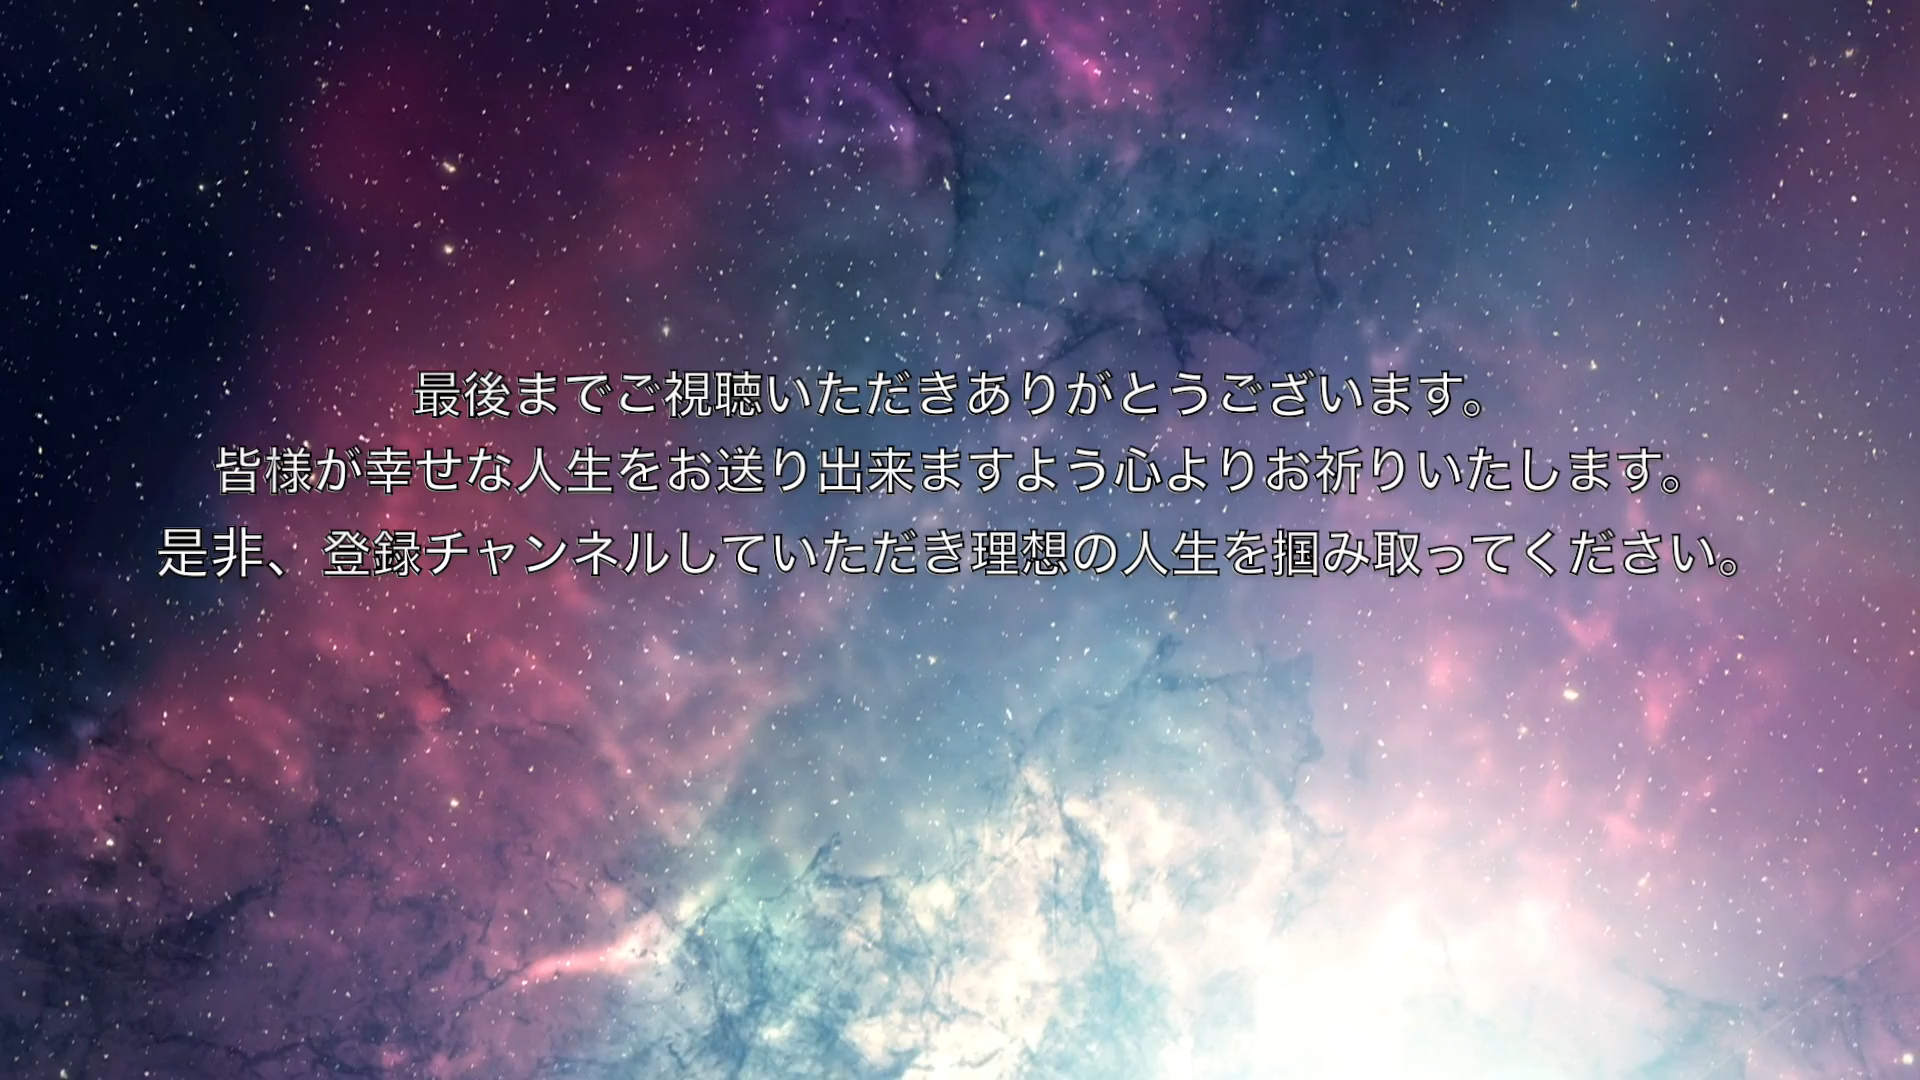 最後までご視聴いただきありがとうございます。
皆様が幸せな人生をお送り出来ますよう心よりお祈りいたします。
是非、登録チャンネルしていただき理想の人生を掴み取ってください。